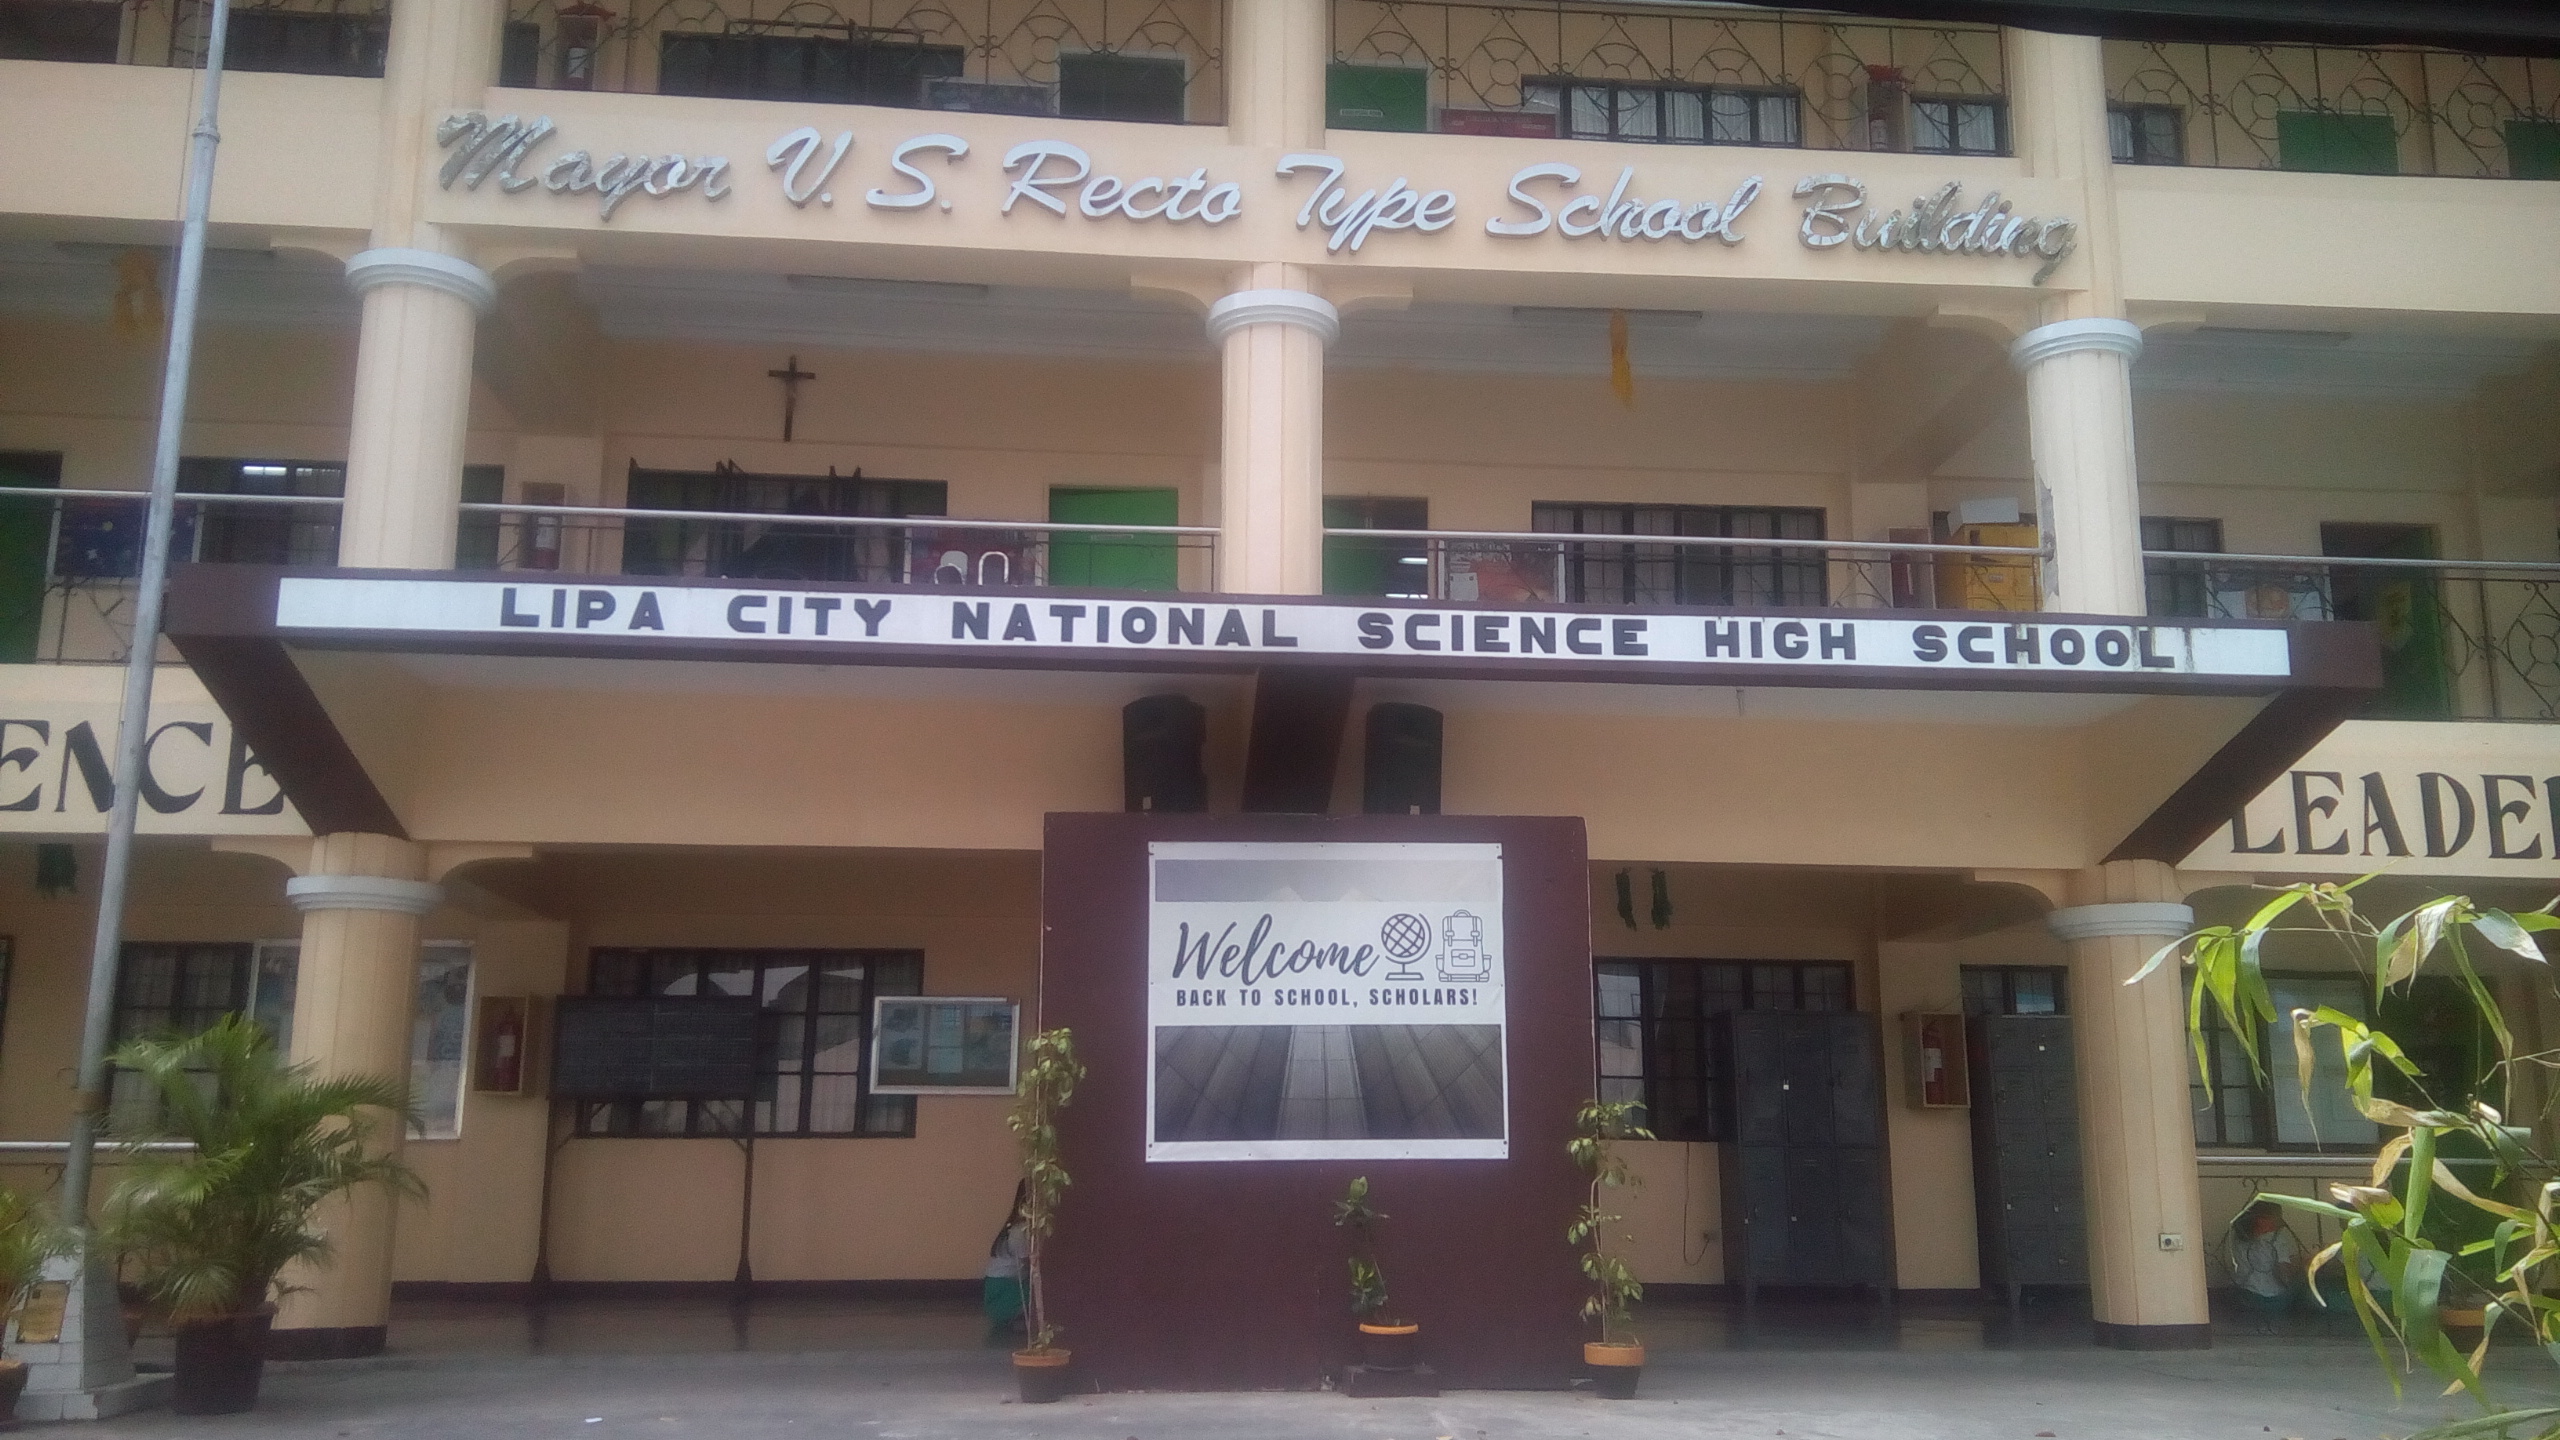 Mayor V. S. Recto Type School Building
LIPA CITY NATIONAL SCIENCE HIGH SCHOOL
ENCE
LEADE
Welcome
BACK TO SCHOOL, SCHOLARS!